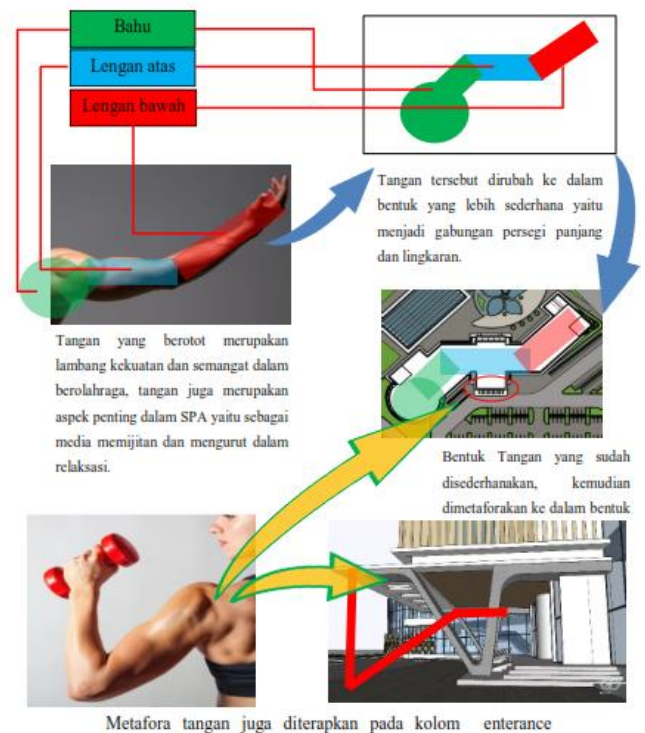 Bahu
Lengan atas
Lengan bawah
Tangan tersebut dirubah ke dalam
bentuk yang lebih sederhana yaitu
menjadi gabungan persegi panjang
dan lingkaran.
Tangan yang berotot merupakan
lambang kekuatan dan semangat dalam
berolahraga, tangan juga merupakan
aspek penting dalam SPA yaitu sebagai
media memijitan dan mengurut dalam
relaksasi.
Bentuk Tangan yang sudah
disederhanakan, kemudian
dimetaforakan ke dalam bentuk
Metafora tangan juga diterapkan pada kolom enterance